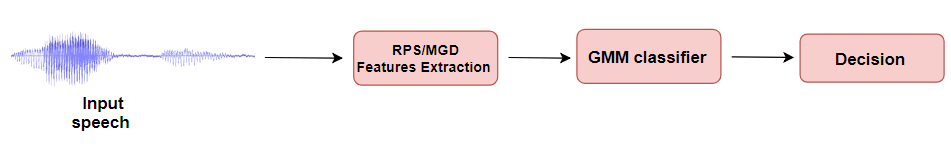 Input
speech
RPS/MGD
Features Extraction
GMM classifier
Decision